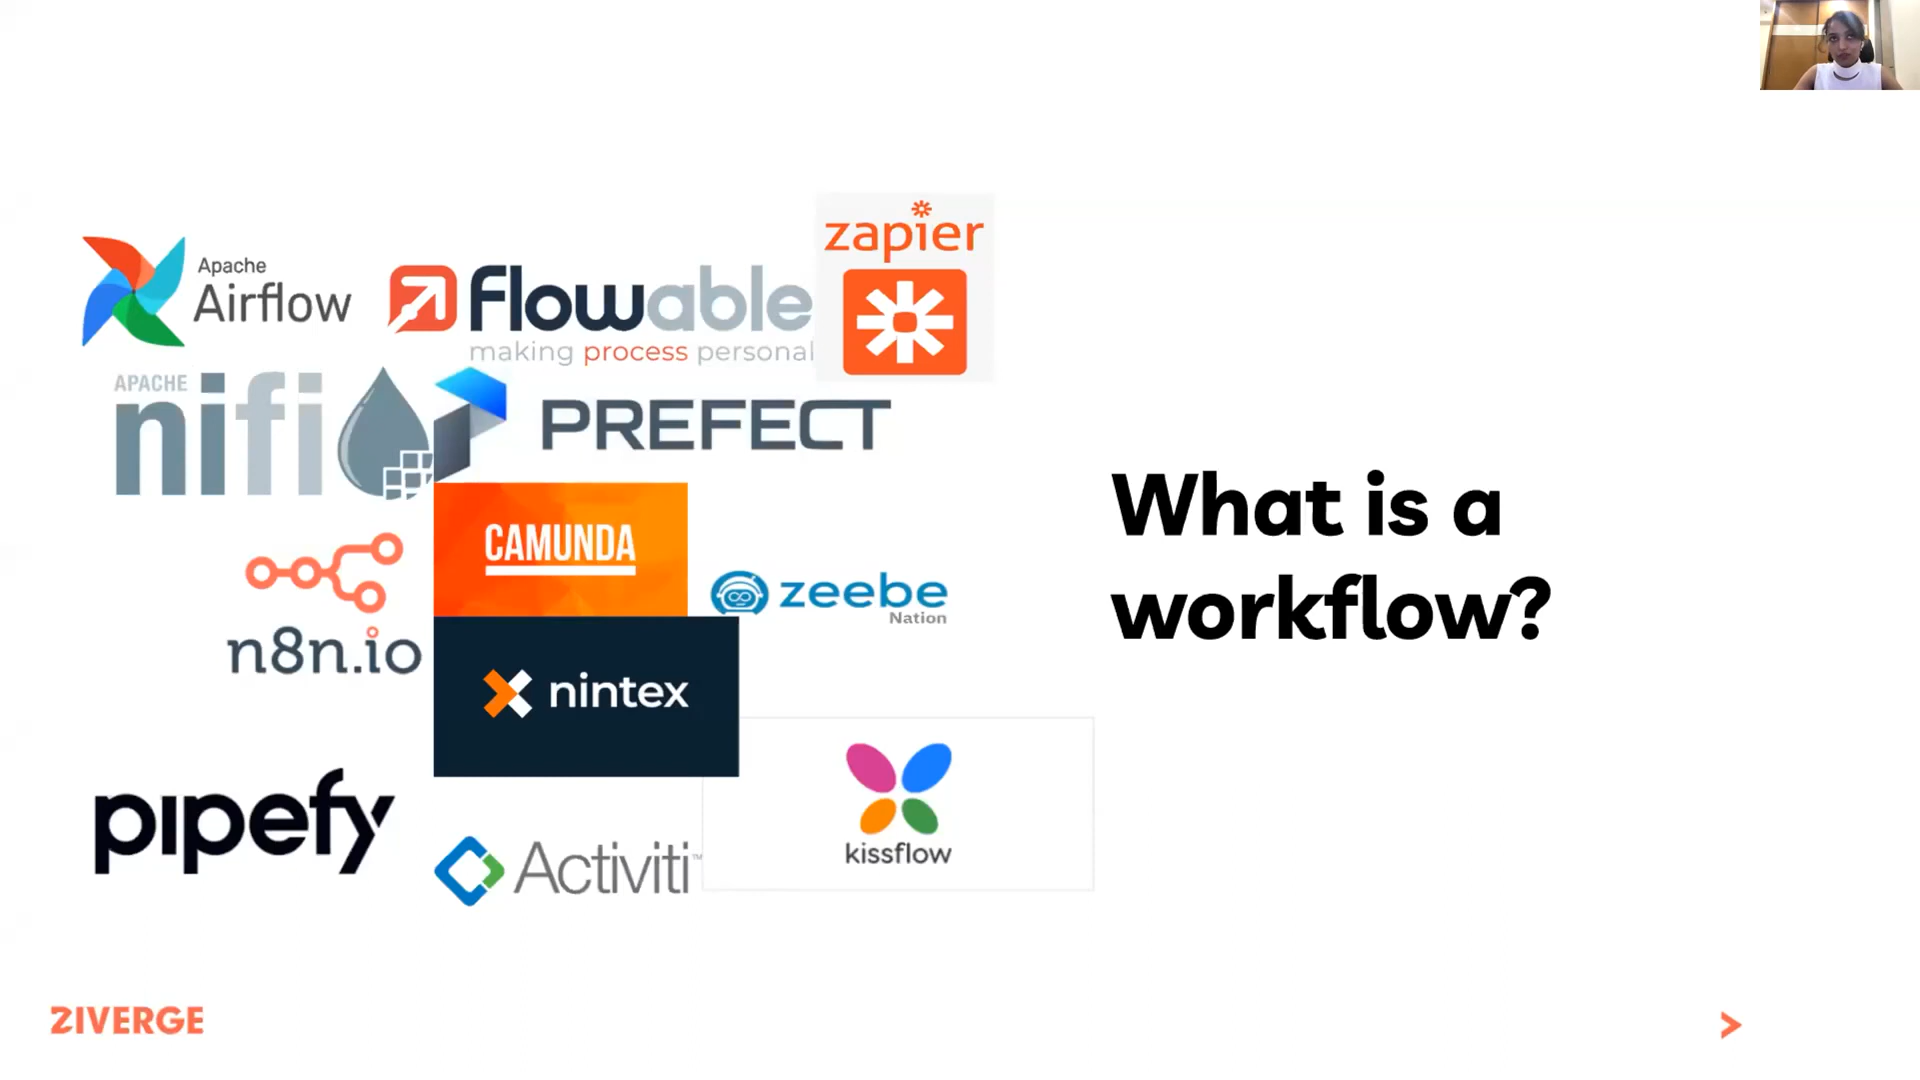 zapier
Apache
Airflow
flowable
making process personal
APACHE
nifi
PREFECT
CAMUNDA
zeebe
Nation
n8n.io
nintex
What is a
workflow?
pipefy
Activiti™
kissflow
ZIVERGE